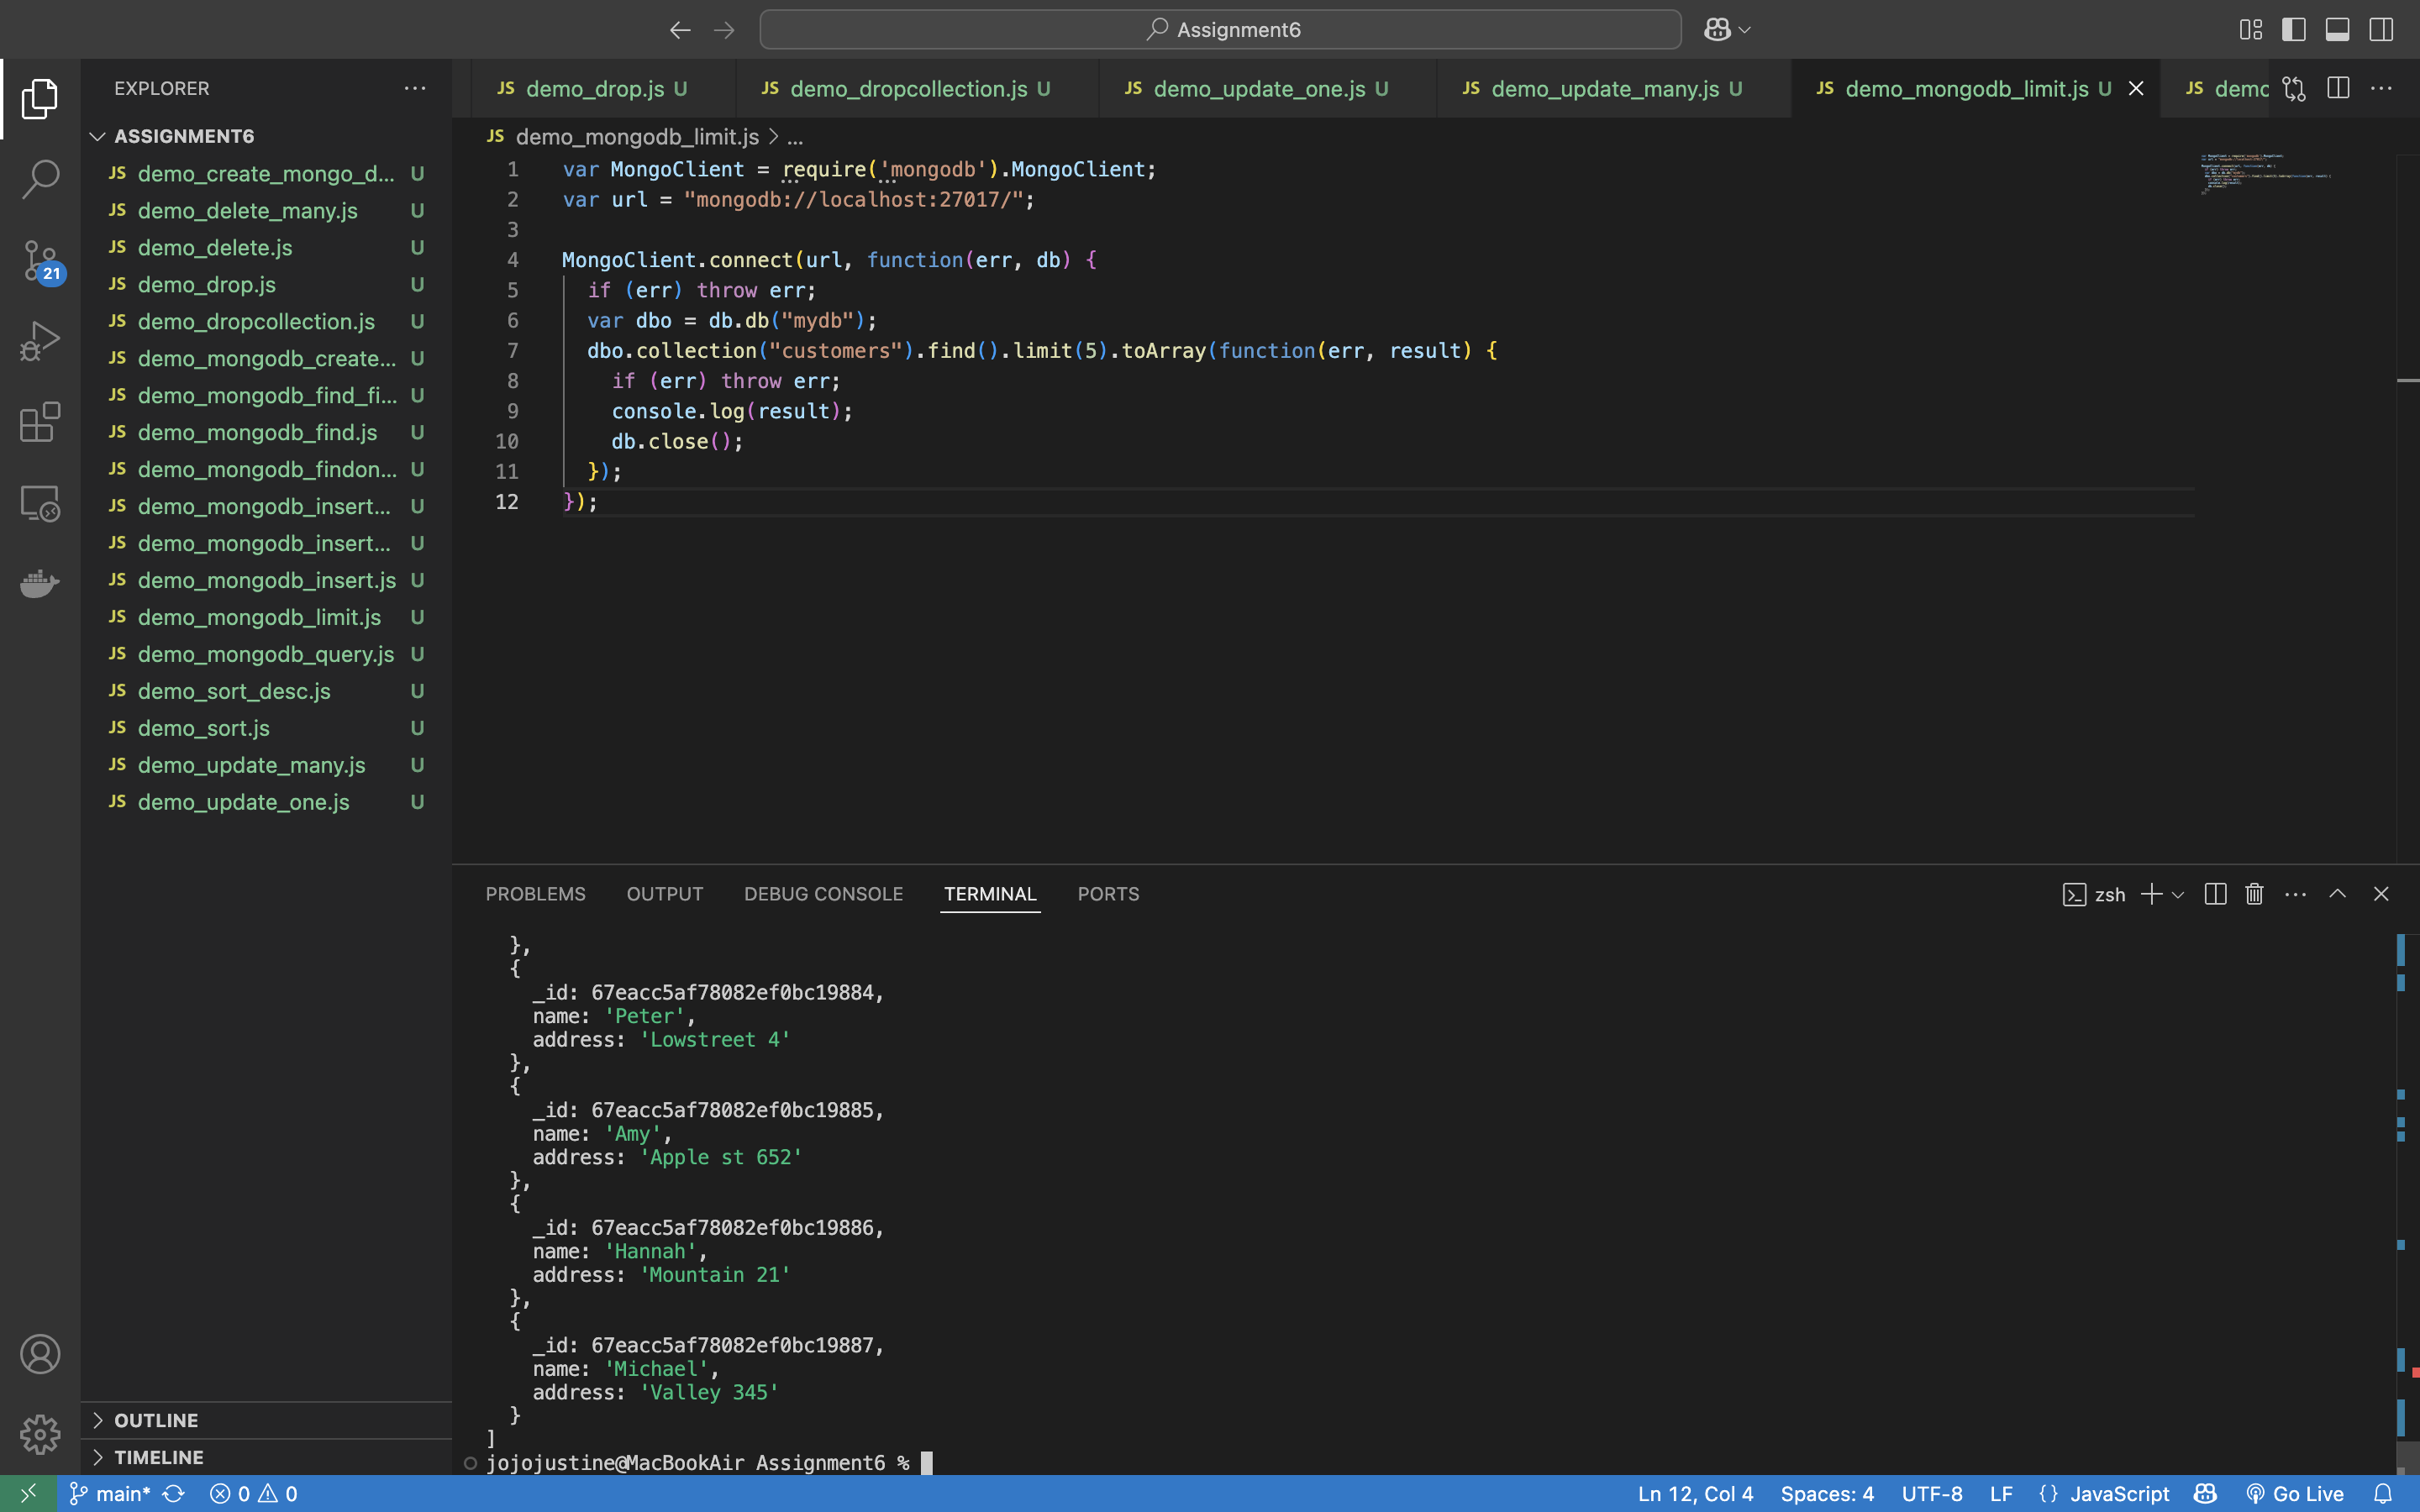 Assignment6
EXPLORER
ASSIGNMENT6
JS demo_create_mongo_d... U
JS demo_delete_many.js U
JS demo_delete.js U
JS demo_drop.js U
JS demo_dropcollection.js U
JS demo_mongodb_create... U
JS demo_mongodb_find_fi... U
JS demo_mongodb_find.js U
JS demo_mongodb_findon... U
JS demo_mongodb_insert... U
JS demo_mongodb_insert... U
JS demo_mongodb_insert.js U
JS demo_mongodb_limit.js U
JS demo_mongodb_query.js U
JS demo_sort_desc.js U
JS demo_sort.js U
JS demo_update_many.js U
JS demo_update_one.js U
21
OUTLINE
TIMELINE
JS demo_drop.js U JS demo_dropcollection.js U JS demo_update_one.js U JS demo_update_many.js U JS demo_mongodb_limit.js U JS demo
JS demo_mongodb_limit.js > ...
1 var MongoClient = require('mongodb').MongoClient;
2 var url = "mongodb://localhost:27017/";
3
4 MongoClient.connect(url, function(err, db) {
5 if (err) throw err;
6 var dbo = db.db("mydb");
7 dbo.collection("customers").find().limit(5).toArray(function(err, result) {
8 if (err) throw err;
9 console.log(result);
10 db.close();
11 });
12 });
PROBLEMS OUTPUT DEBUG CONSOLE TERMINAL PORTS zsh
},
{
_id: 67eacc5af78082ef0bc19884,
name: 'Peter',
address: 'Lowstreet 4'
},
{
_id: 67eacc5af78082ef0bc19885,
name: 'Amy',
address: 'Apple st 652'
},
{
_id: 67eacc5af78082ef0bc19886,
name: 'Hannah',
address: 'Mountain 21'
},
{
_id: 67eacc5af78082ef0bc19887,
name: 'Michael',
address: 'Valley 345'
}
]
jojojustine@MacBookAir Assignment6 %
main* 0 0 Ln 12, Col 4 Spaces: 4 UTF-8 LF {} JavaScript Go Live